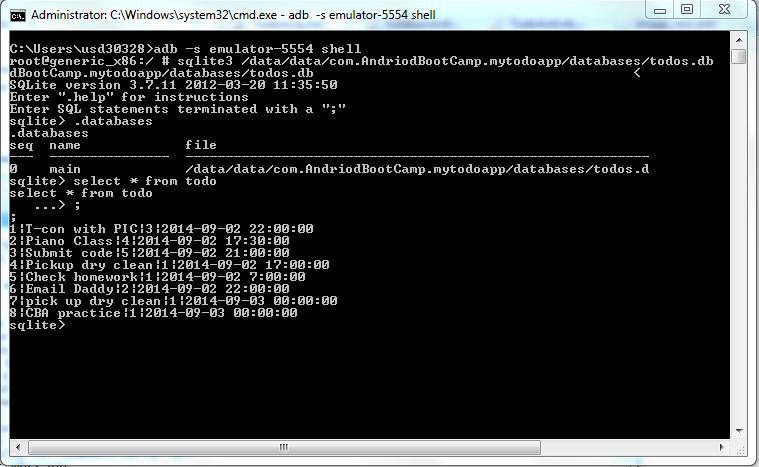 Administrator: C:\Windows\system32\cmd.exe - adb -s emulator-5554 shell
C:\Users\usd30328>adb -s emulator-5554 shell
root@generic_x86:/ # sqlite3 /data/data/com.AndriodBootCamp.mytodoapp/databases/todos.db
dBootCamp.mytodoapp/databases/todos.db                                        <
SQLite version 3.7.11 2012-03-20 11:35:50
Enter ".help" for instructions
Enter SQL statements terminated with a ";"
sqlite> .databases
.databases
seq  name             file
---  ---------------  ----------------------------------------------------------
0    main             /data/data/com.AndriodBootCamp.mytodoapp/databases/todos.d
sqlite> select * from todo
select * from todo
   ...> ;
;
1|T-con with PIC|3|2014-09-02 22:00:00
2|Piano Class|4|2014-09-02 17:30:00
3|Submit code|5|2014-09-02 21:00:00
4|Pickup dry clean|1|2014-09-02 17:00:00
5|Check homework|1|2014-09-02 7:00:00
6|Email Daddy|2|2014-09-02 22:00:00
7|pick up dry clean|1|2014-09-03 00:00:00
8|CBA practice|1|2014-09-03 00:00:00
sqlite>